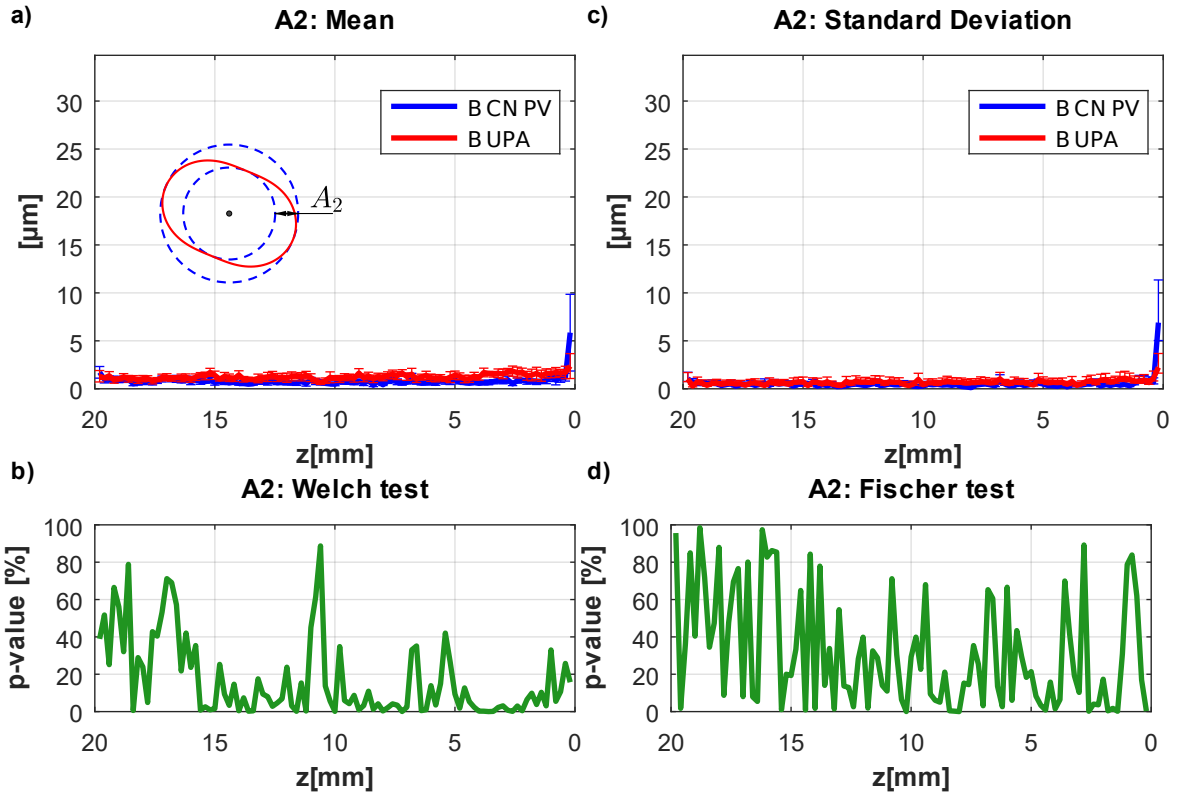 a)
A2: Mean
30
25
20
15
10
5
0
[µm]
B CN PV
B UPA
A2
20 15 10 5 0
z[mm]
c)
A2: Standard Deviation
30
25
20
15
10
5
0
[µm]
B CN PV
B UPA
20 15 10 5 0
z[mm]
b)
A2: Welch test
100
80
60
40
20
0
p-value [%]
20 15 10 5 0
z[mm]
d)
A2: Fischer test
100
80
60
40
20
0
p-value [%]
20 15 10 5 0
z[mm]